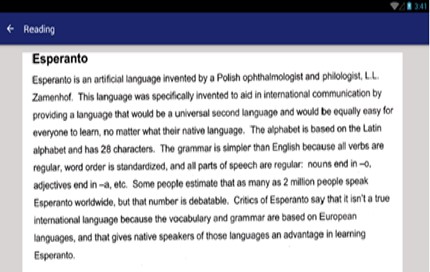 3:41
← Reading
Esperanto
Esperanto is an artificial language invented by a Polish ophthalmologist and philologist, L.L.
Zamenhof. This language was specifically invented to aid in international communication by
providing a language that would be a universal second language and would be equally easy for
everyone to learn, no matter what their native language. The alphabet is based on the Latin
alphabet and has 28 characters. The grammar is simpler than English because all verbs are
regular, word order is standardized, and all parts of speech are regular: nouns end in –o,
adjectives end in –a, etc. Some people estimate that as many as 2 million people speak
Esperanto worldwide, but that number is debatable. Critics of Esperanto say that it isn't a true
international language because the vocabulary and grammar are based on European
languages, and that gives native speakers of those languages an advantage in learning
Esperanto.